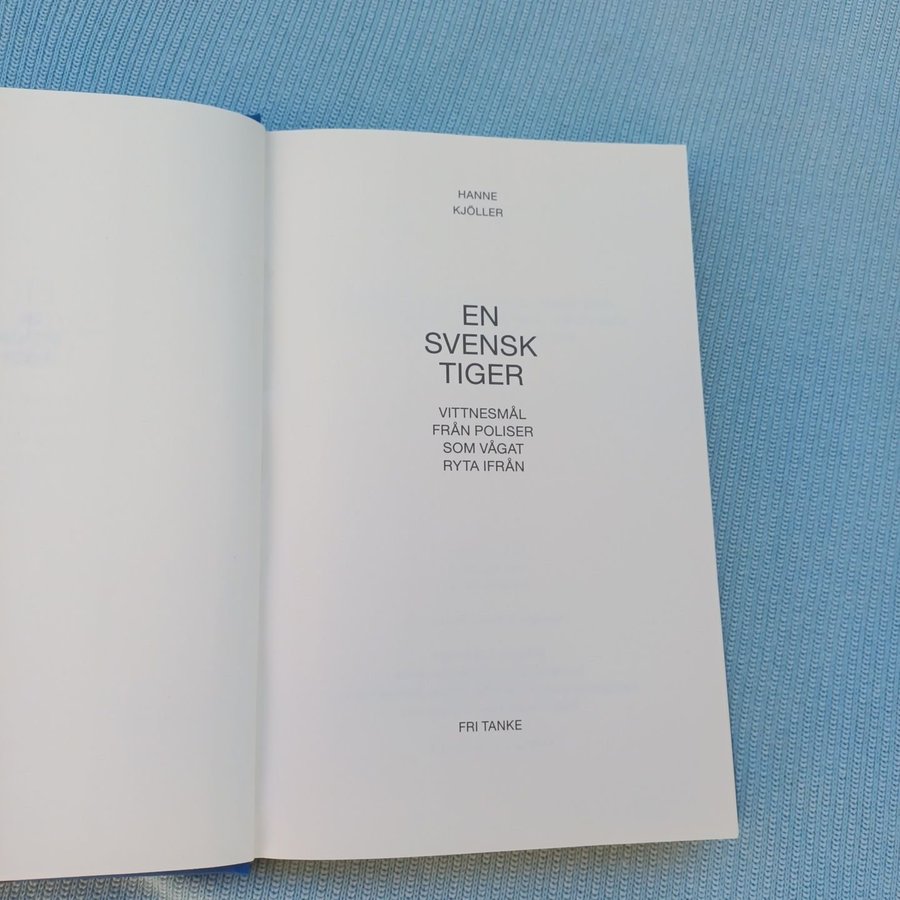 HANNE
KJÖLLER
EN
SVENSK
TIGER
VITTNESMÅL
FRÅN POLISER
SOM VÅGAT
RYTA IFRÅN
FRI TANKE